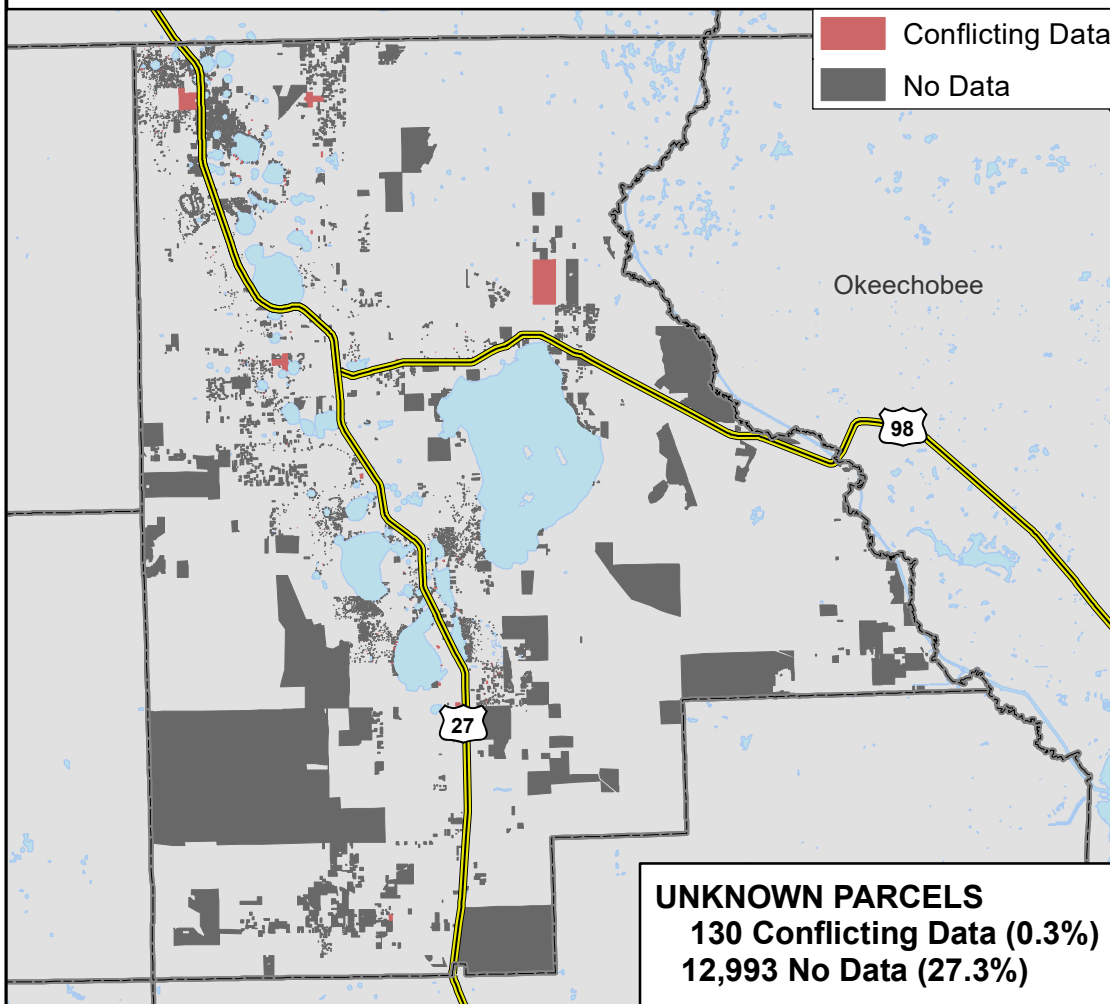 Conflicting Data
No Data
Okeechobee
98
27
UNKNOWN PARCELS
130 Conflicting Data (0.3%)
12,993 No Data (27.3%)